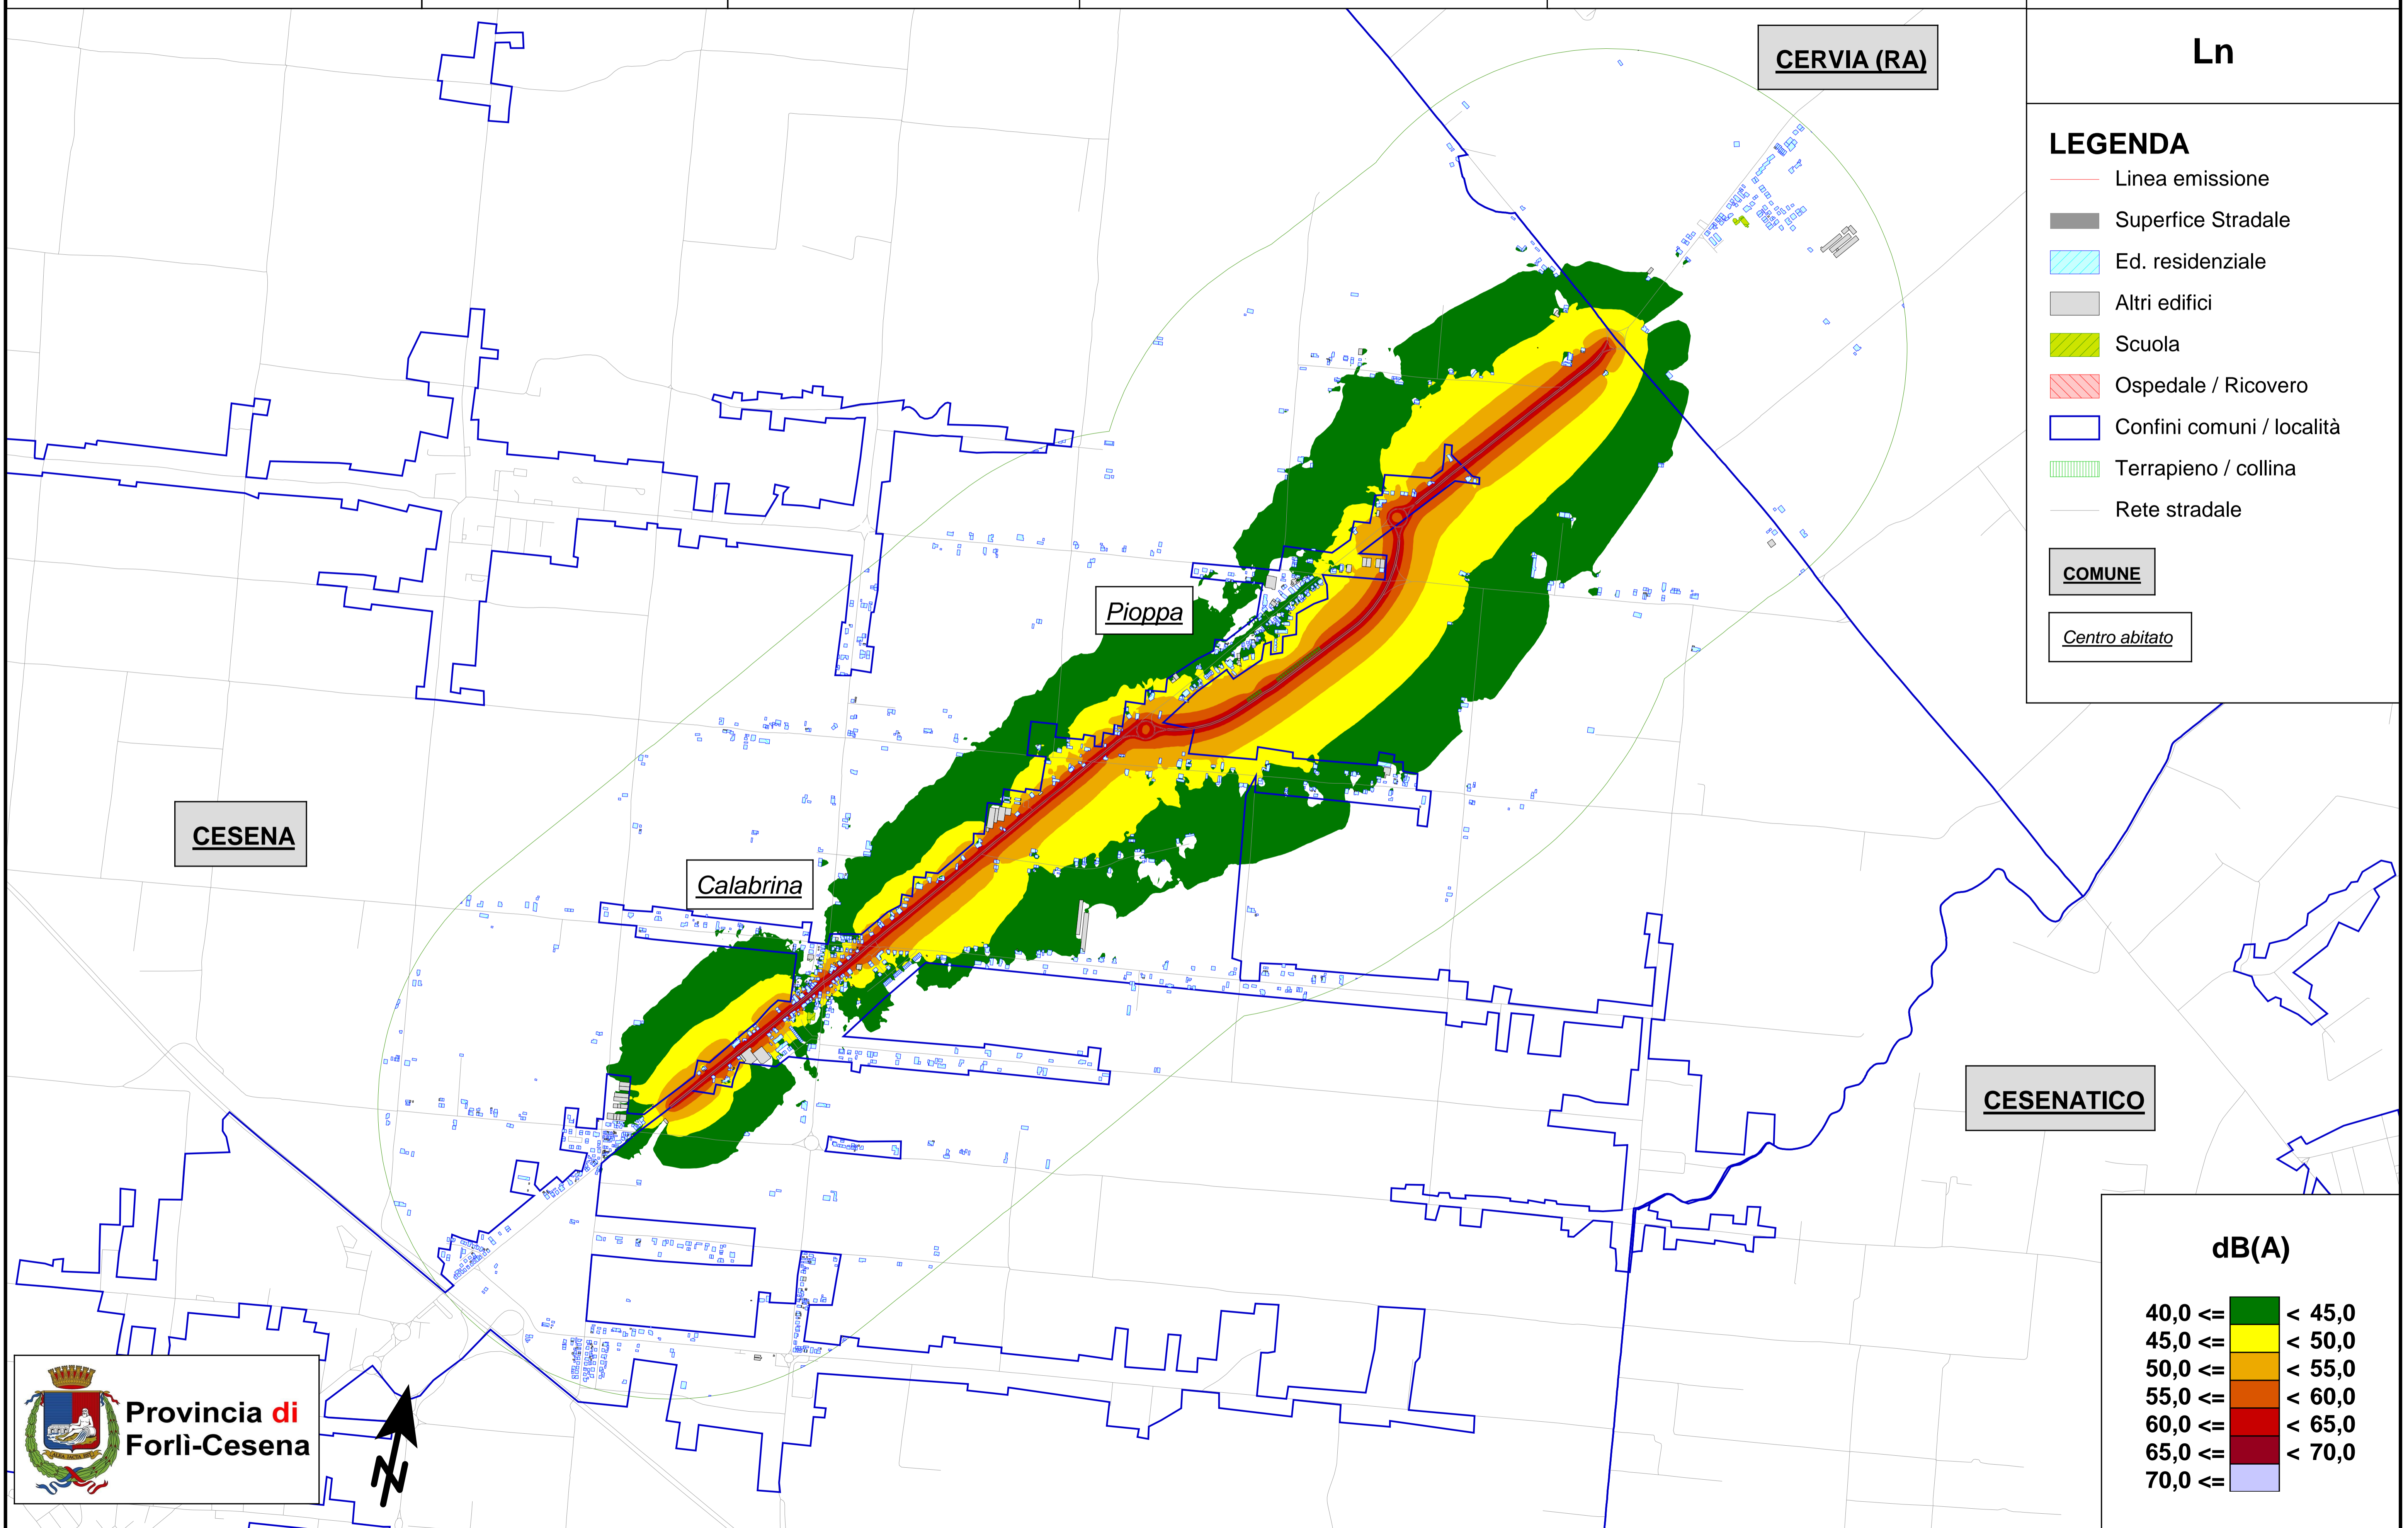 CERVIA (RA)
Ln
LEGENDA
Linea emissione
Superfice Stradale
Ed. residenziale
Altri edifici
Scuola
Ospedale / Ricovero
Confini comuni / località
Terrapieno / collina
Rete stradale
COMUNE
Centro abitato
Pioppa
CESENA
Calabrina
CESENATICO
dB(A)
40,0 <= < 45,0
45,0 <= < 50,0
50,0 <= < 55,0
55,0 <= < 60,0
60,0 <= < 65,0
65,0 <= < 70,0
70,0 <=
Provincia di
Forlì-Cesena
N